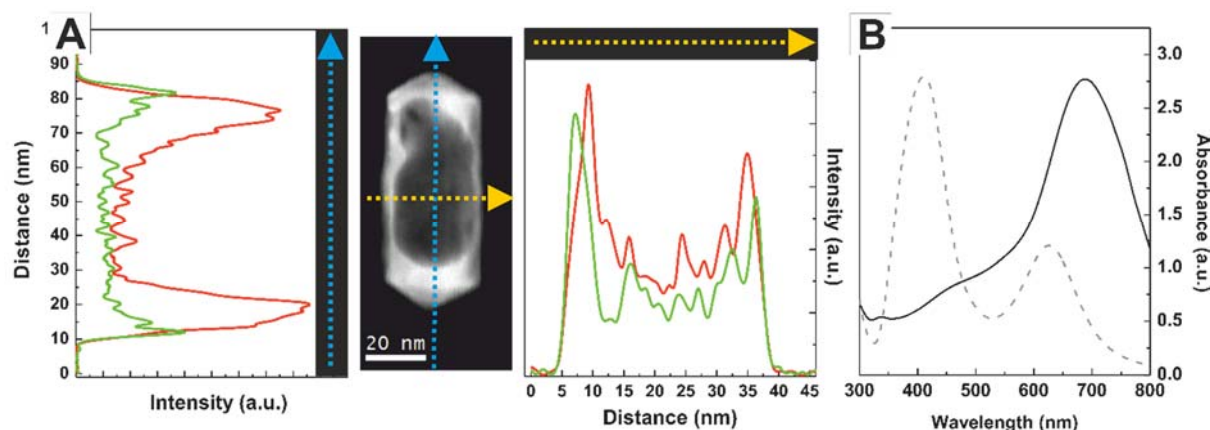 A
1
90
80
70
60
50
40
30
20
10
0
Distance (nm)
Intensity (a.u.)
20 nm
0 5 10 15 20 25 30 35 40 45
Distance (nm)
Intensity (a.u.)
B
3.0
2.5
2.0
1.5
1.0
0.5
0.0
Absorbance (a.u.)
300 400 500 600 700 800
Wavelength (nm)